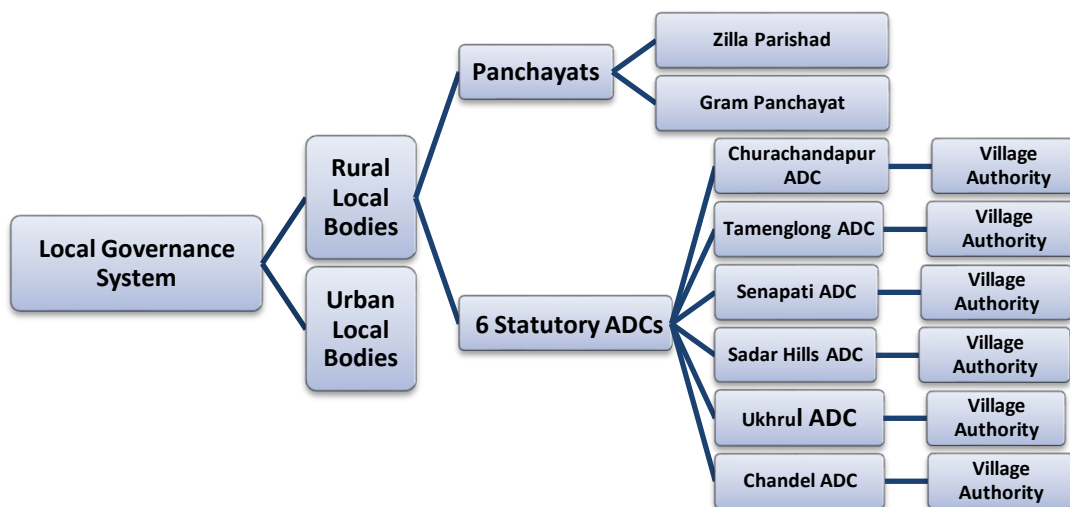 Local Governance
System
Rural
Local
Bodies
Urban
Local
Bodies
Panchayats
Zilla Parishad
Gram Panchayat
6 Statutory ADCs
Churachandapur
ADC
Village
Authority
Tamenglong ADC
Village
Authority
Senapati ADC
Village
Authority
Sadar Hills ADC
Village
Authority
Ukhrul ADC
Village
Authority
Chandel ADC
Village
Authority